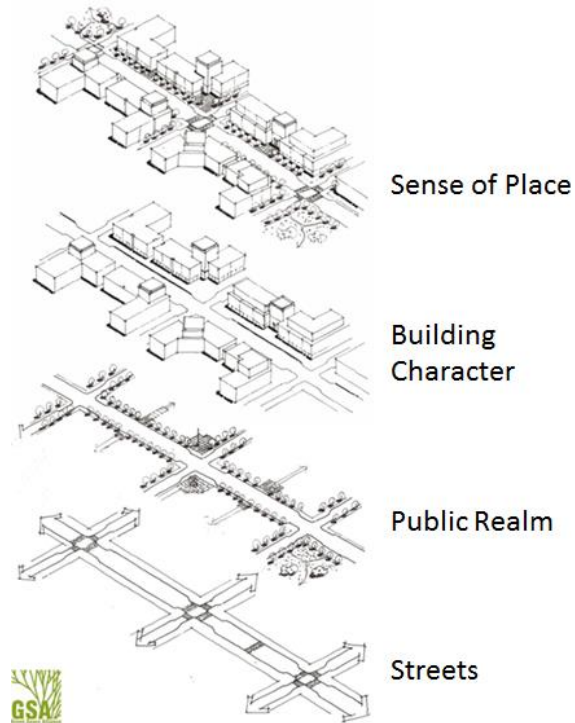 Sense of Place
Building
Character
Public Realm
Streets
GSA